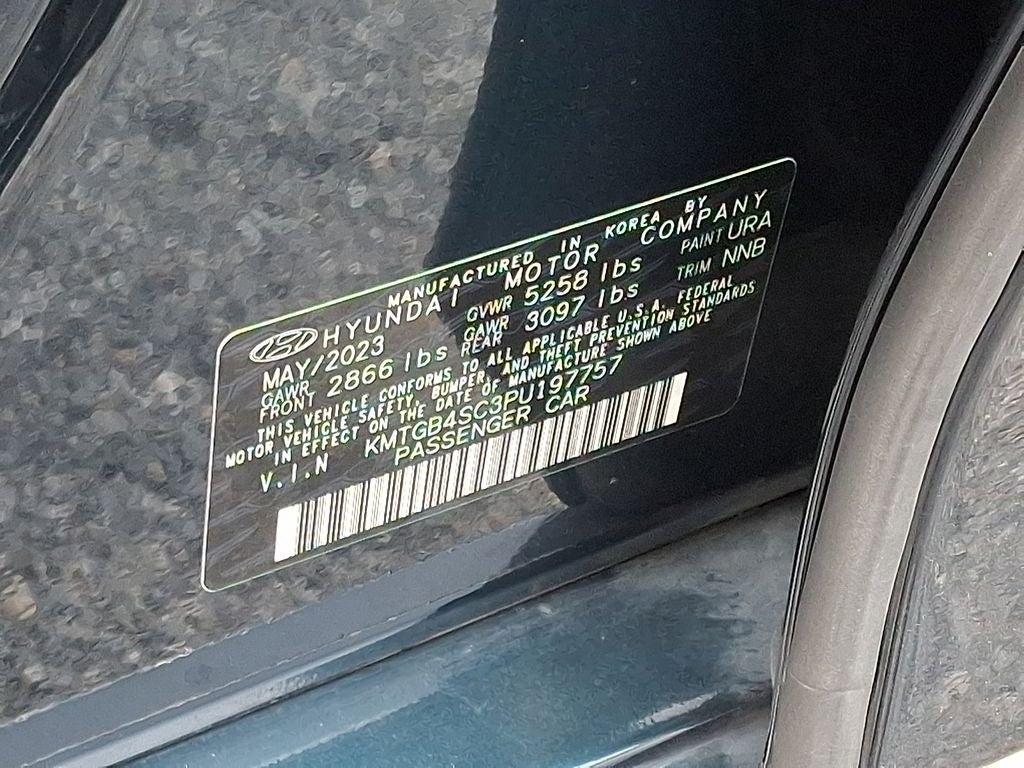 MANUFACTURED IN KOREA BY
HYUNDAI MOTOR COMPANY
MAY/2023 GVWR 5258 lbs PAINT URA
GAWR FRONT 2866 lbs GAWR REAR 3097 lbs TRIM NNB
THIS VEHICLE CONFORMS TO ALL APPLICABLE U.S.A. FEDERAL
MOTOR VEHICLE SAFETY, BUMPER, AND THEFT PREVENTION STANDARDS
IN EFFECT ON THE DATE OF MANUFACTURE SHOWN ABOVE
V.I.N KMTGB4SC3PU197757
PASSENGER CAR